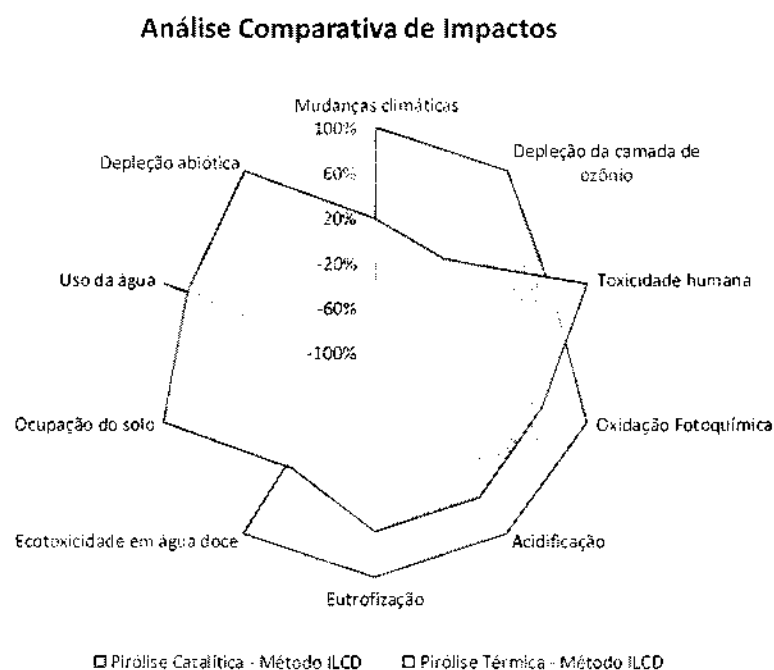 Análise Comparativa de Impactos
Mudanças climáticas
100%
Depleção da camada de
ozônio
Depleção abiótica
60%
20%
Uso da água
-20%
Toxicidade humana
-60%
-100%
Ocupação do solo
Oxidação Fotoquímica
Ecotoxicidade em água doce
Acidificação
Eutrofização
Pirólise Catalítica - Método ILCD
Pirólise Térmica - Método ILCD